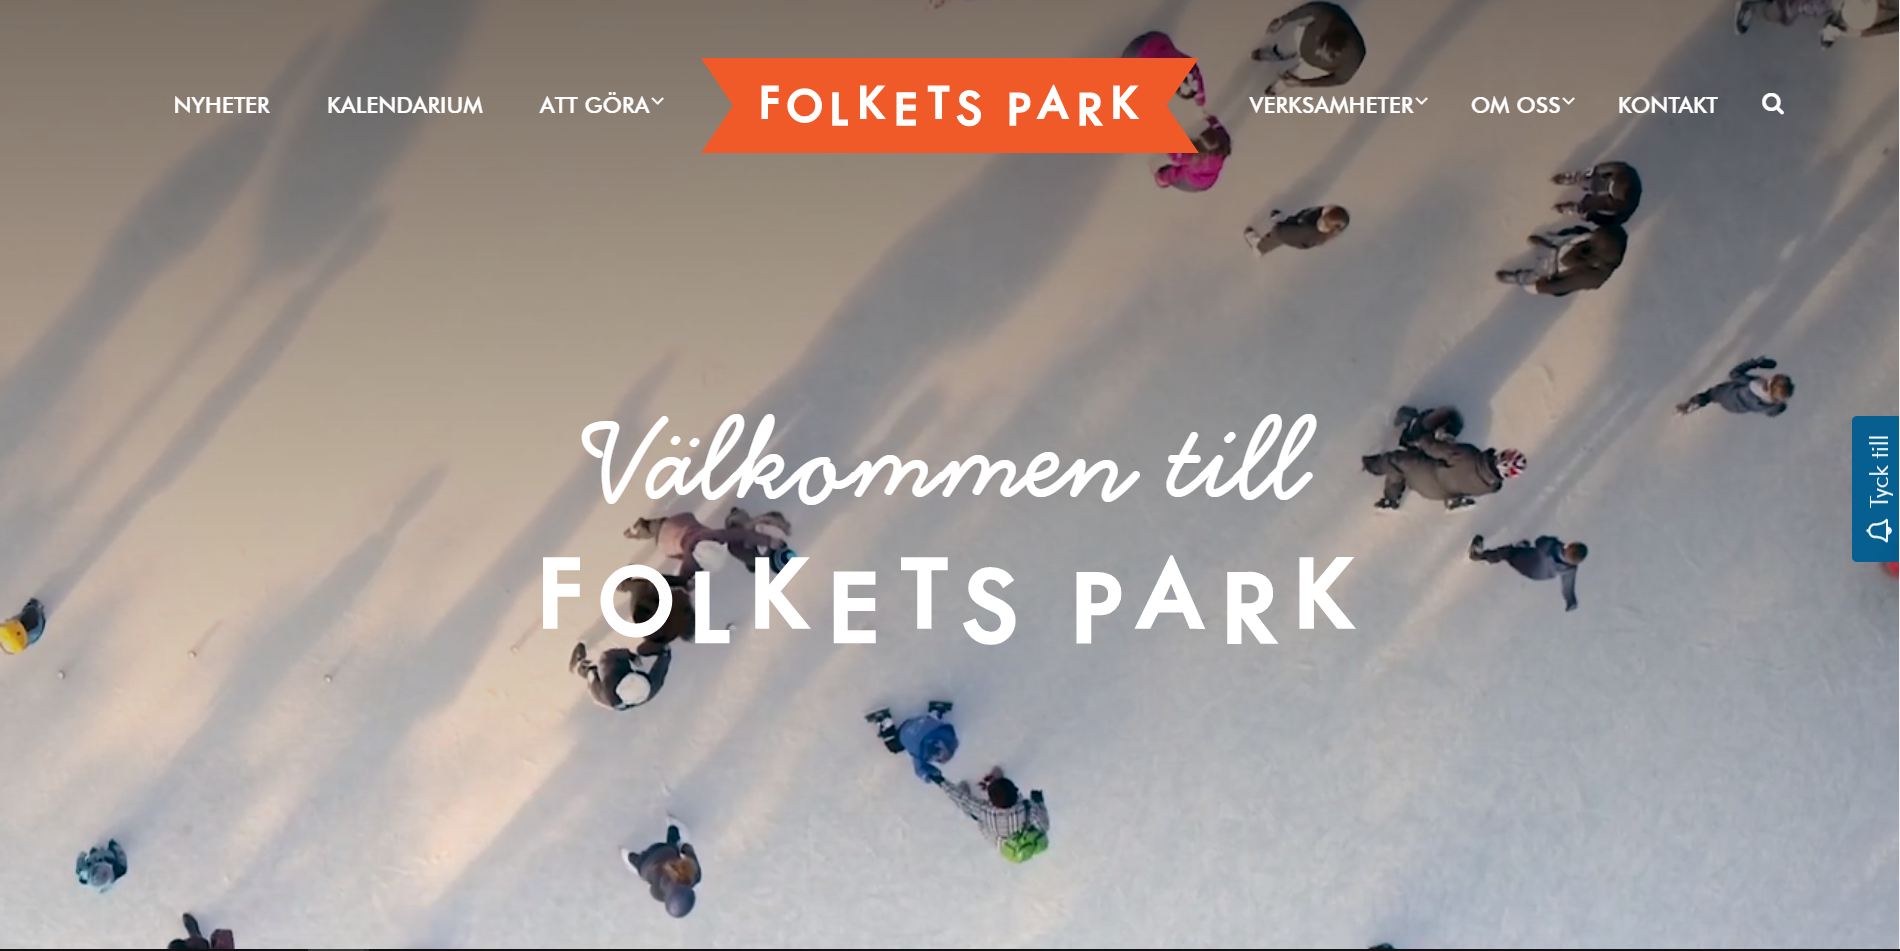 NYHETER
KALENDARIUM
ATT GÖRA
FOLKETS PARK
VERKSAMHETER
OM OSS
KONTAKT
Välkommen till
FOLKETS PARK
Tyck till